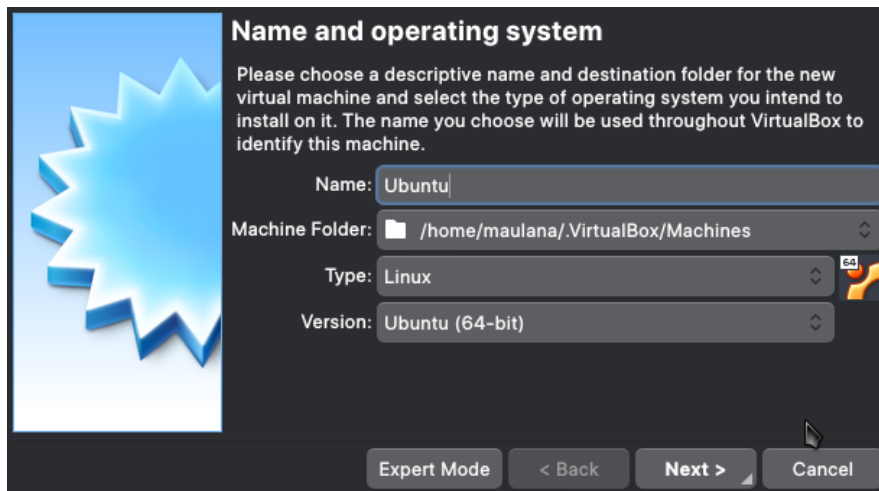 Name and operating system
Please choose a descriptive name and destination folder for the new
virtual machine and select the type of operating system you intend to
install on it. The name you choose will be used throughout VirtualBox to
identify this machine.
Name: Ubuntu
Machine Folder: /home/maulana/.VirtualBox/Machines
Type: Linux
64
Version: Ubuntu (64-bit)
Expert Mode < Back Next > Cancel